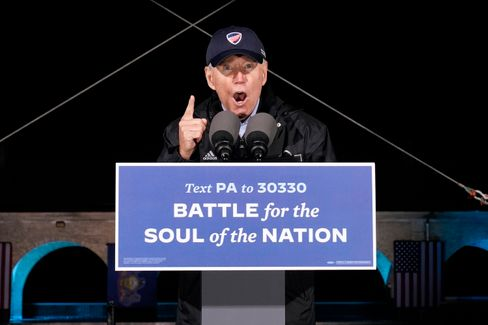 Text PA to 30330
BATTLE for the
SOUL of the NATION